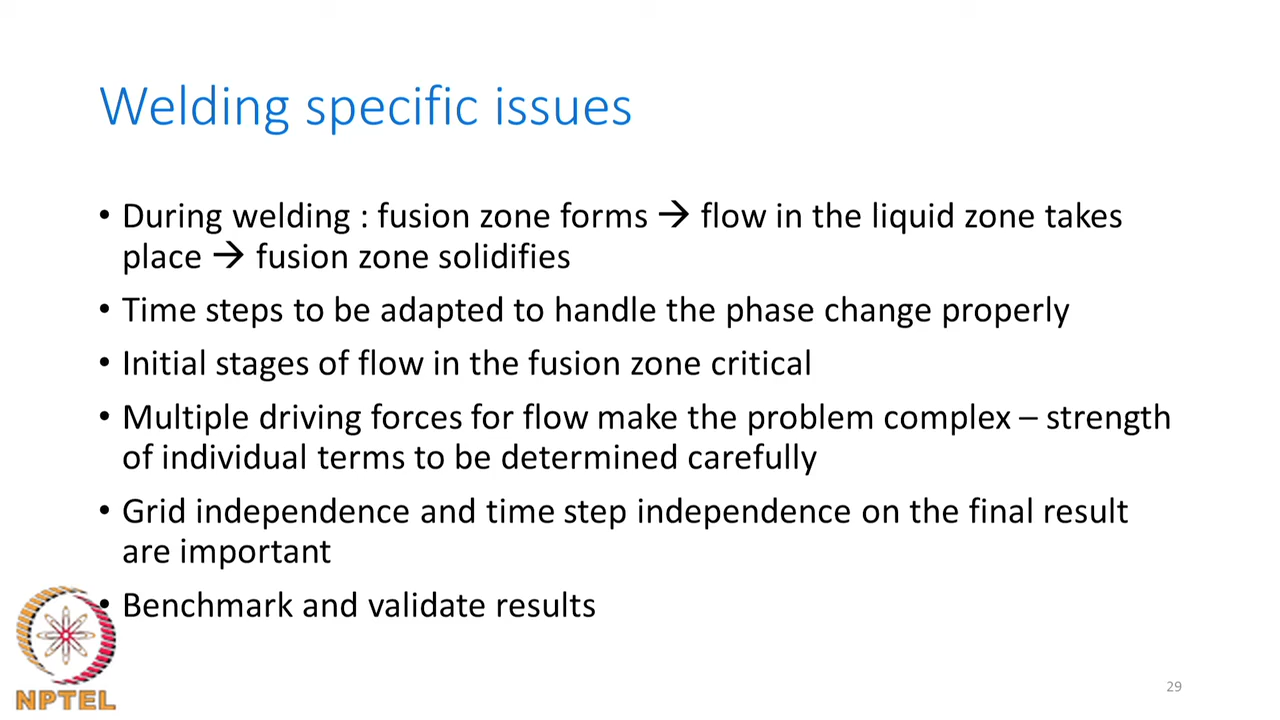 Welding specific issues
• During welding : fusion zone forms → flow in the liquid zone takes
place → fusion zone solidifies
• Time steps to be adapted to handle the phase change properly
• Initial stages of flow in the fusion zone critical
• Multiple driving forces for flow make the problem complex – strength
of individual terms to be determined carefully
• Grid independence and time step independence on the final result
are important
• Benchmark and validate results
NPTEL
29